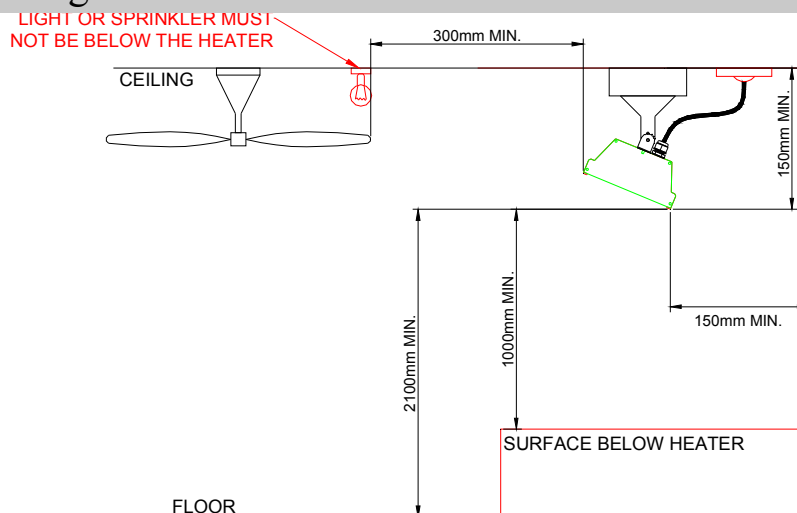 LIGHT OR SPRINKLER MUST
NOT BE BELOW THE HEATER
300mm MIN.
CEILING
150mm MIN.
150mm MIN.
1000mm MIN.
2100mm MIN.
SURFACE BELOW HEATER
FLOOR